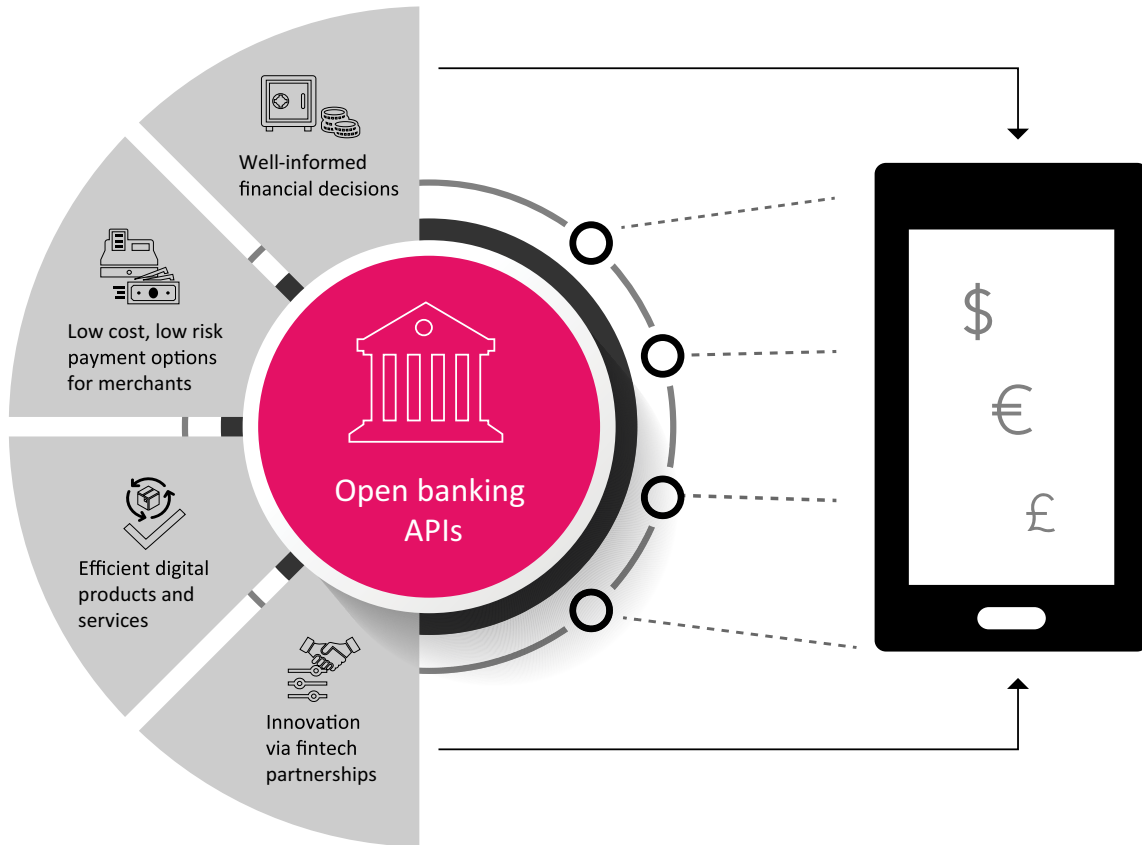 Well-informed
financial decisions
Low cost, low risk
payment options
for merchants
Open banking
APIs
Efficient digital
products and
services
Innovation
via fintech
partnerships
$
€
£